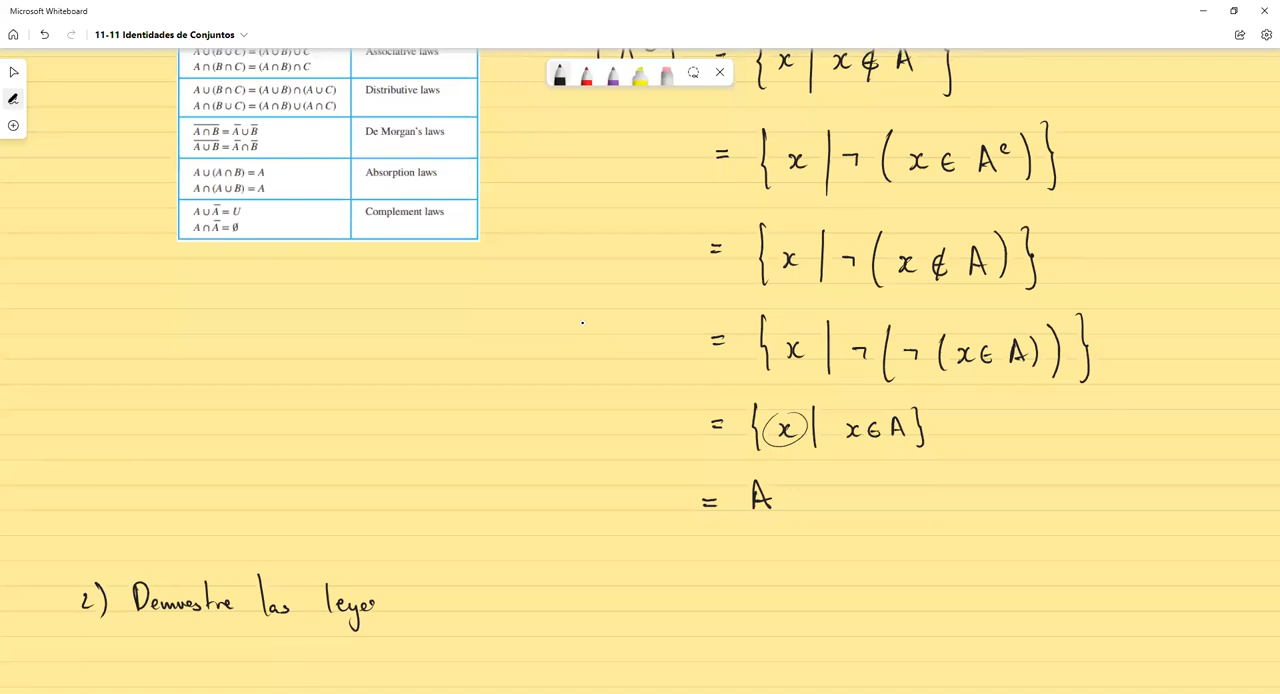 Microsoft Whiteboard
11-11 Identidades de Conjuntos
A ∪ (B ∪ C) = (A ∪ B) ∪ C
A ∩ (B ∩ C) = (A ∩ B) ∩ C
Associative laws
A ∪ (B ∩ C) = (A ∪ B) ∩ (A ∪ C)
A ∩ (B ∪ C) = (A ∩ B) ∪ (A ∩ C)
Distributive laws
A̅ ∩̅ B̅ = A̅ ∪ B̅
A̅ ∪̅ B̅ = A̅ ∩ B̅
De Morgan's laws
A ∪ (A ∩ B) = A
A ∩ (A ∪ B) = A
Absorption laws
A ∪ A̅ = U
A ∩ A̅ = ∅
Complement laws
= { x | x ∉ A }
= { x | ¬ ( x ∈ Aᶜ ) }
= { x | ¬ ( x ∉ A ) }
= { x | ¬ ( ¬ ( x ∈ A ) ) }
= { x | x ∈ A }
= A
2) Demuestre las leyes